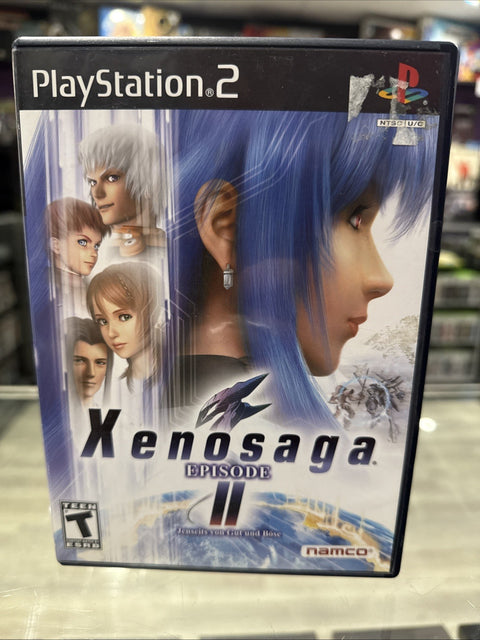 PlayStation®2
NTSC U/C
Xenosaga®
EPISODE
II
Jenseits von Gut und Böse
TEEN
T
ESRB
namco®